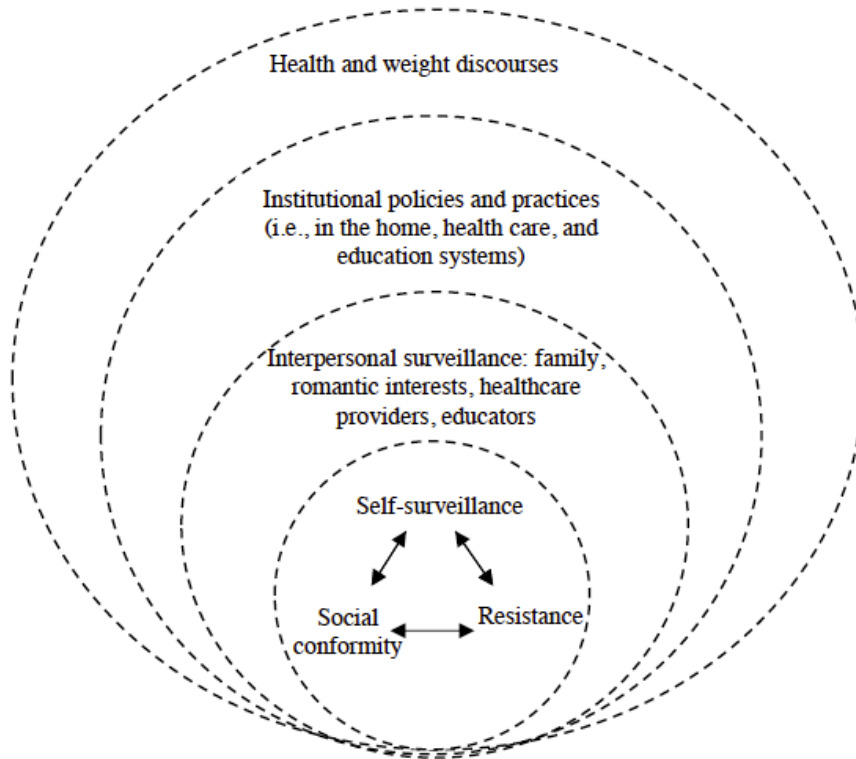 Health and weight discourses
Institutional policies and practices
(i.e., in the home, health care, and
education systems)
Interpersonal surveillance: family,
romantic interests, healthcare
providers, educators
Self-surveillance
Social
conformity
Resistance